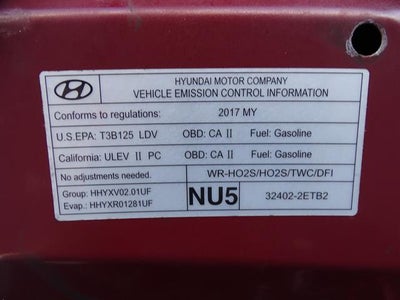 HYUNDAI MOTOR COMPANY
VEHICLE EMISSION CONTROL INFORMATION
Conforms to regulations: 2017 MY
U.S.EPA: T3B125 LDV OBD: CA II Fuel: Gasoline
California: ULEV II PC OBD: CA II Fuel: Gasoline
No adjustments needed. WR-HO2S/HO2S/TWC/DFI
Group: HHYXV02.01UF
Evap.: HHYXR01281UF
NU5
32402-2ETB2